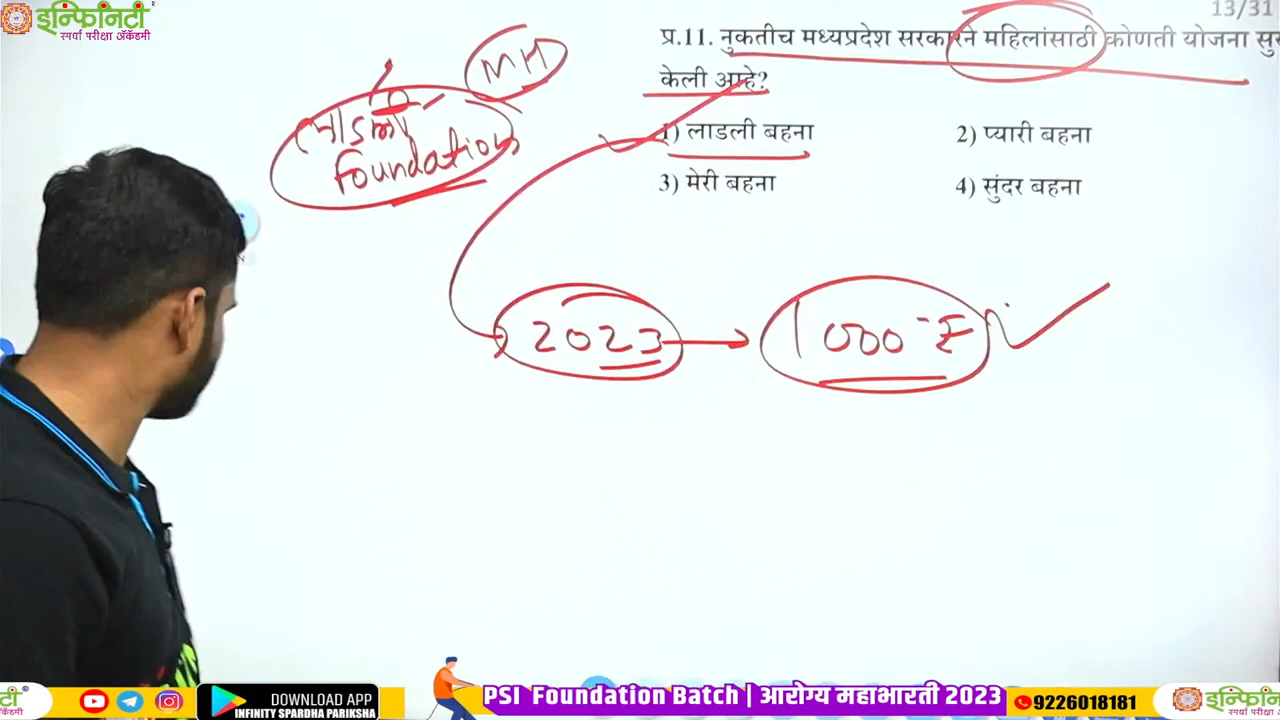 इन्फिनिटी
स्पर्धा परीक्षा अ‍ॅकॅडमी
13/31
प्र.11. नुकतीच मध्यप्रदेश सरकारने महिलांसाठी कोणती योजना सु
केली आहे?
1) लाडली बहना
2) प्यारी बहना
3) मेरी बहना
4) सुंदर बहना
MH
Foundation
2023
1000
DOWNLOAD APP
INFINITY SPARDHA PARIKSHA
PSI Foundation Batch | आरोग्य महाभारती 2023
9226018181
इन्फिनिटी
स्पर्धा परीक्षा अ‍ॅकॅडमी